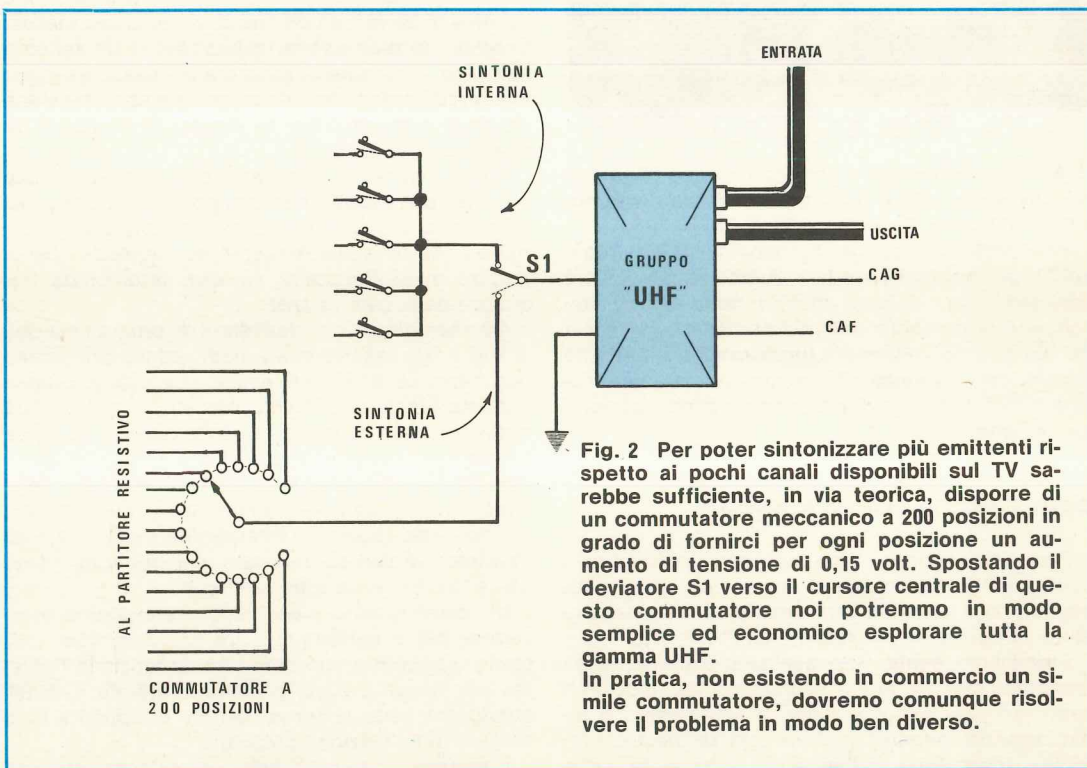 ENTRATA
SINTONIA
INTERNA
S1
USCITA
GRUPPO
"UHF"
CAG
CAF
SINTONIA
ESTERNA
AL PARTITORE RESISTIVO
COMMUTATORE A
200 POSIZIONI
Fig. 2 Per poter sintonizzare più emittenti ri-
spetto ai pochi canali disponibili sul TV sa-
rebbe sufficiente, in via teorica, disporre di
un commutatore meccanico a 200 posizioni in
grado di fornirci per ogni posizione un au-
mento di tensione di 0,15 volt. Spostando il
deviatore S1 verso il cursore centrale di que-
sto commutatore noi potremmo in modo
semplice ed economico esplorare tutta la
gamma UHF.
In pratica, non esistendo in commercio un si-
mile commutatore, dovremo comunque risol-
vere il problema in modo ben diverso.